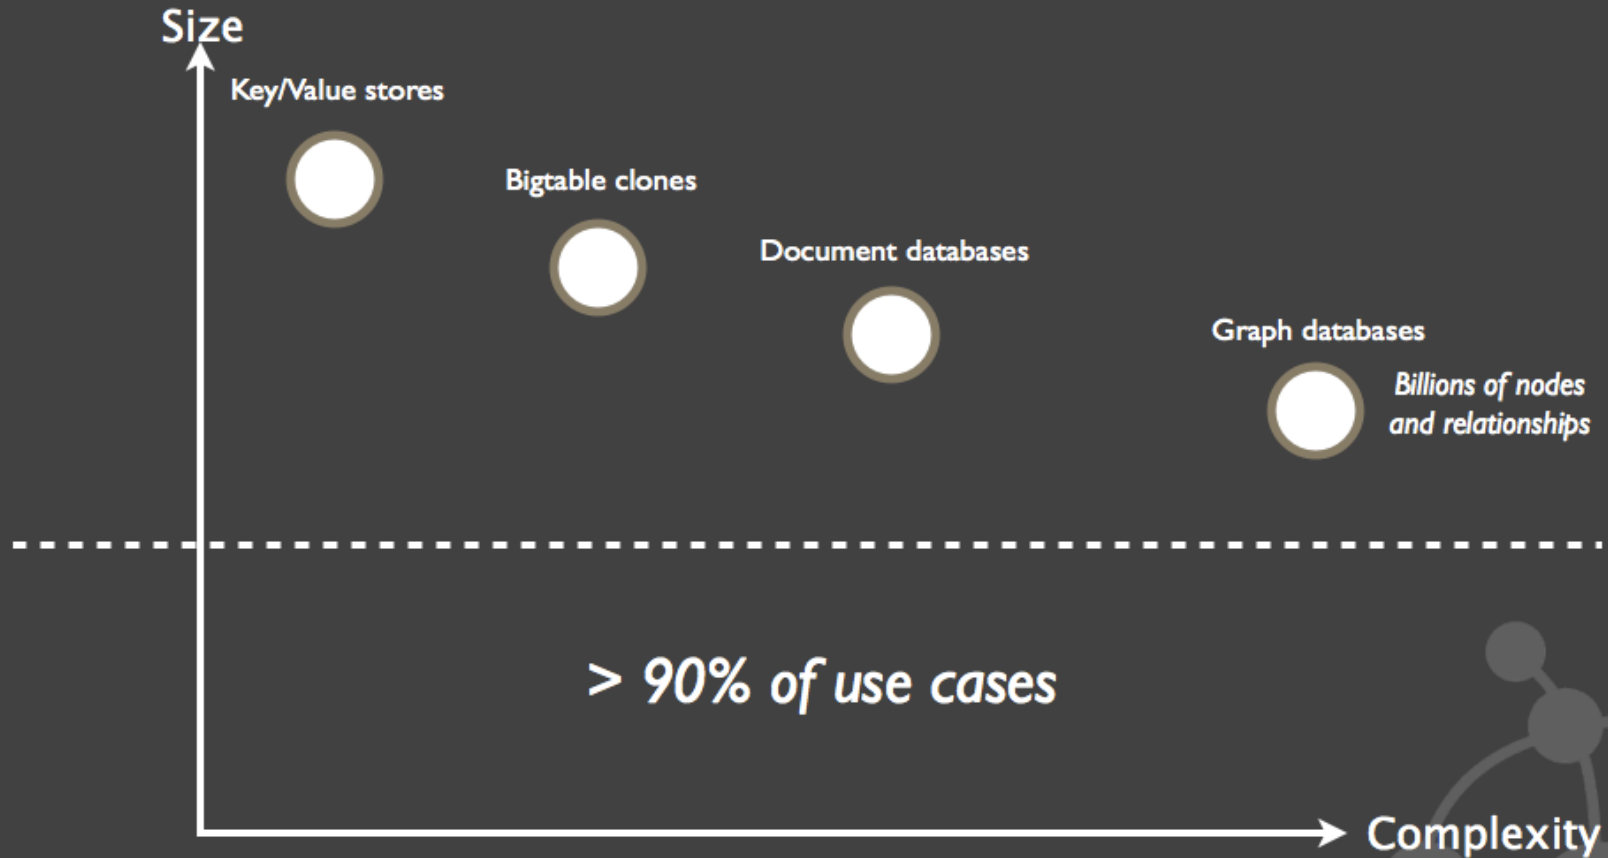 Size
Key/Value stores
Bigtable clones
Document databases
Graph databases
Billions of nodes
and relationships
> 90% of use cases
Complexity